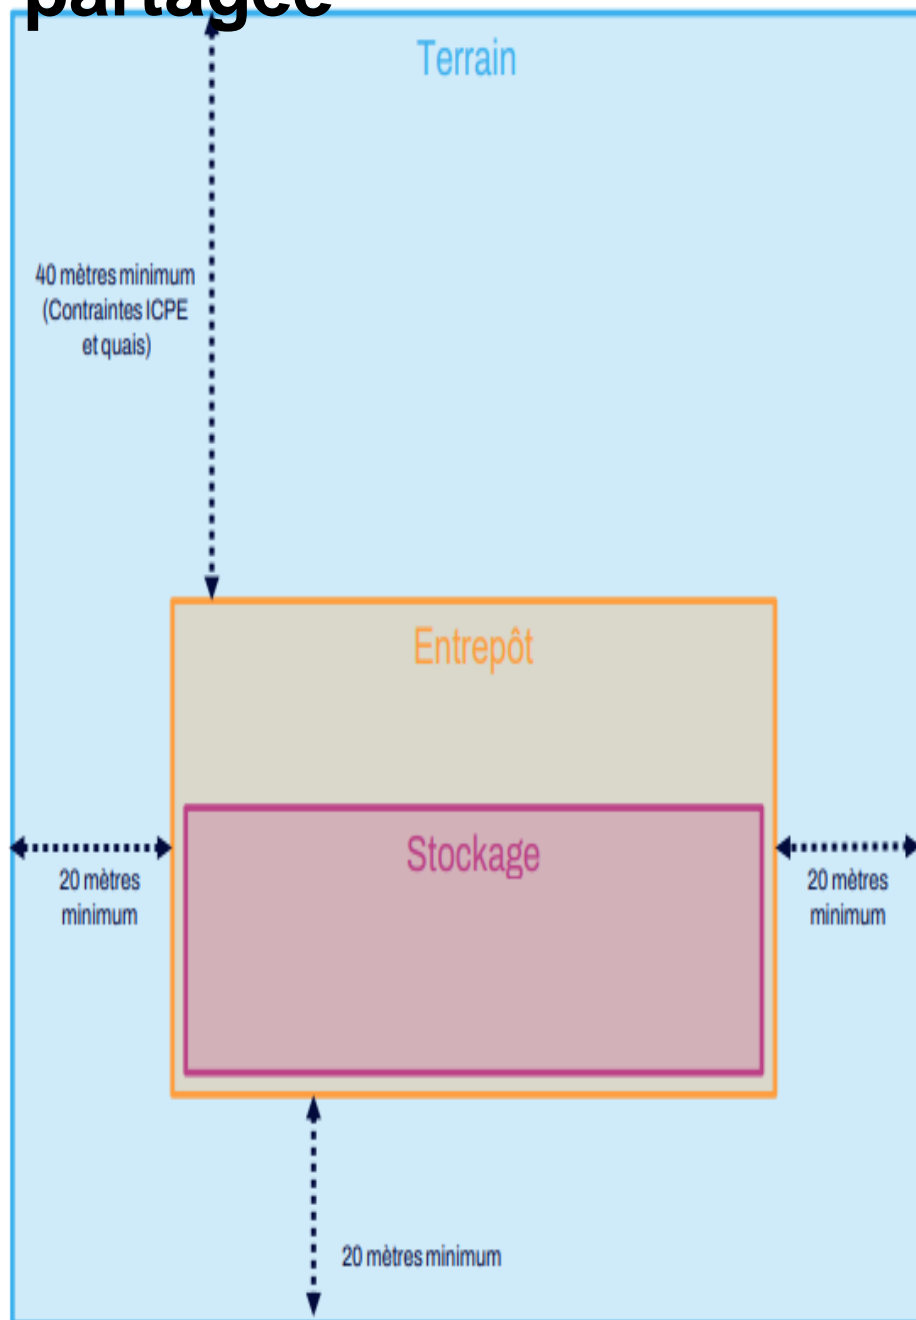 partagée
Terrain
40 mètres minimum
(Contraintes ICPE
et quais)
Entrepôt
Stockage
20 mètres
minimum
20 mètres
minimum
20 mètres minimum